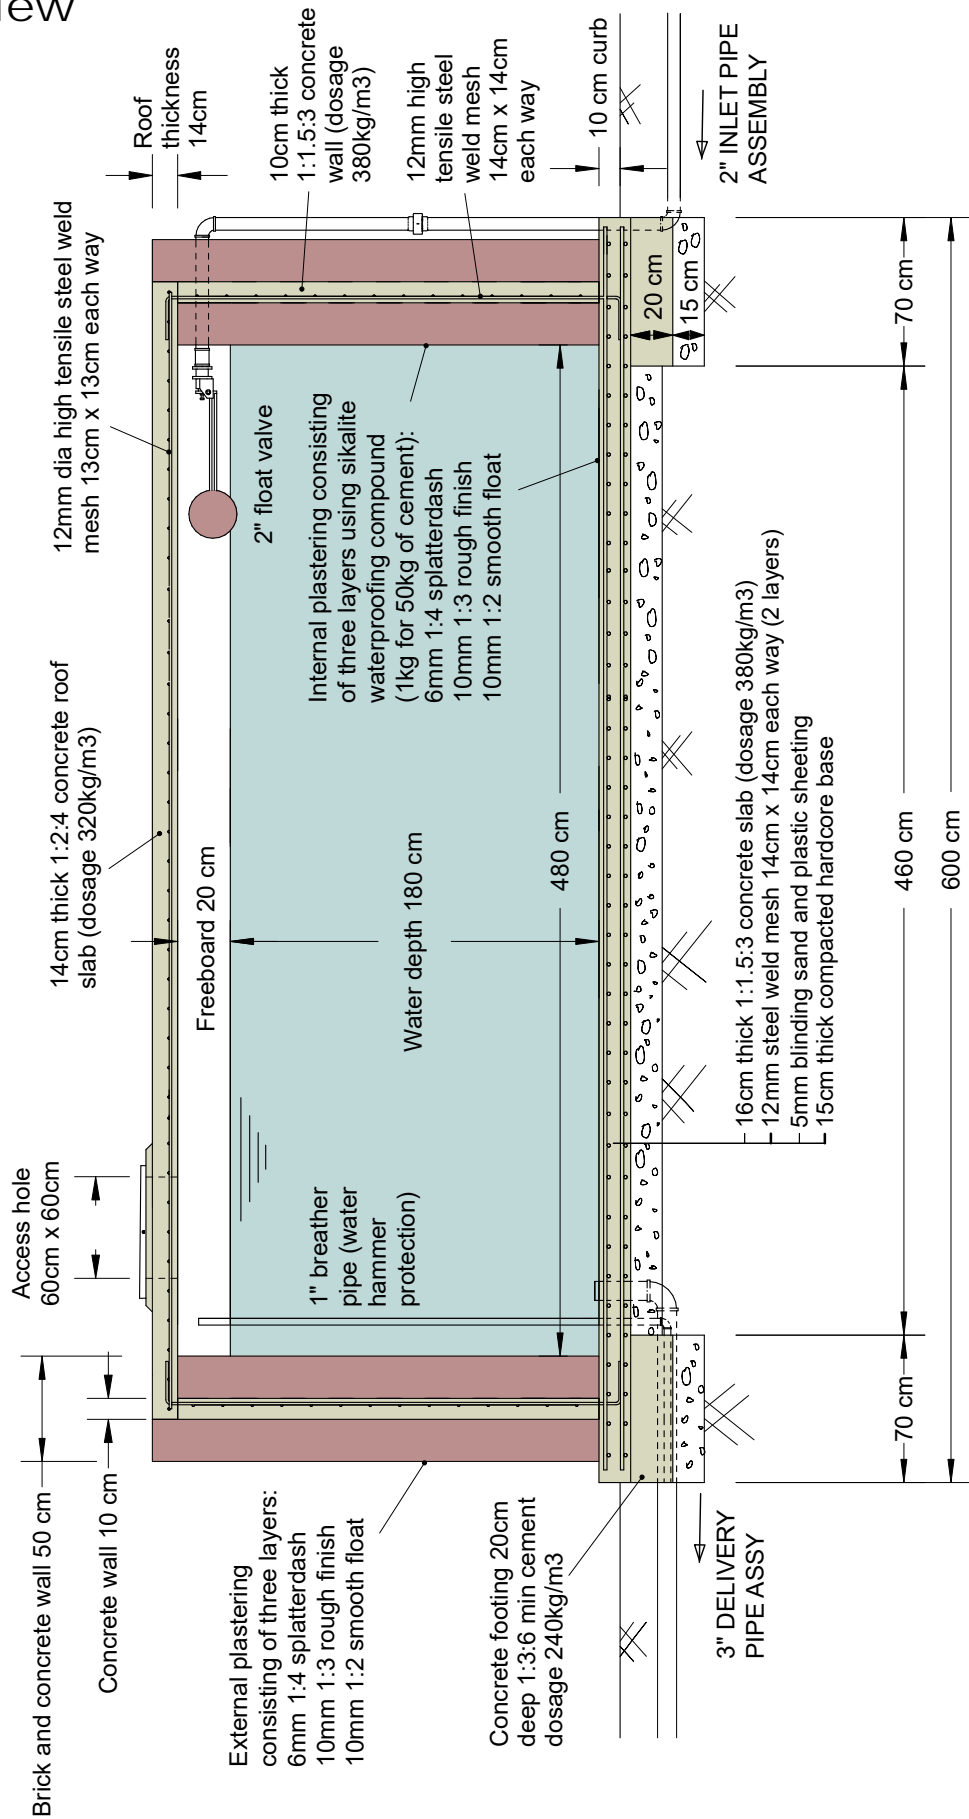 Brick and concrete wall 50 cm
Concrete wall 10 cm
Access hole
60cm x 60cm
14cm thick 1:2:4 concrete roof
slab (dosage 320kg/m3)
12mm dia high tensile steel weld
mesh 13cm x 13cm each way
Roof
thickness
14cm
10cm thick
1:1.5:3 concrete
wall (dosage
380kg/m3)
12mm high
tensile steel
weld mesh
14cm x 14cm
each way
10 cm curb
2" INLET PIPE
ASSEMBLY
External plastering
consisting of three layers:
6mm 1:4 splatterdash
10mm 1:3 rough finish
10mm 1:2 smooth float
Concrete footing 20cm
deep 1:3:6 min cement
dosage 240kg/m3
3" DELIVERY
PIPE ASSY
Freeboard 20 cm
1" breather
pipe (water
hammer
protection)
Water depth 180 cm
2" float valve
Internal plastering consisting
of three layers using sikalite
waterproofing compound
(1kg for 50kg of cement):
6mm 1:4 splatterdash
10mm 1:3 rough finish
10mm 1:2 smooth float
480 cm
20 cm
15 cm
16cm thick 1:1.5:3 concrete slab (dosage 380kg/m3)
12mm steel weld mesh 14cm x 14cm each way (2 layers)
5mm blinding sand and plastic sheeting
15cm thick compacted hardcore base
70 cm
460 cm
70 cm
600 cm